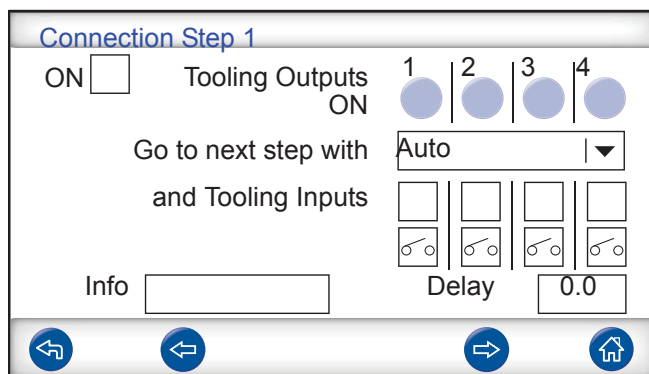 Connection Step 1
ON Tooling Outputs 1 2 3 4
ON
Go to next step with Auto
and Tooling Inputs
Info Delay 0.0